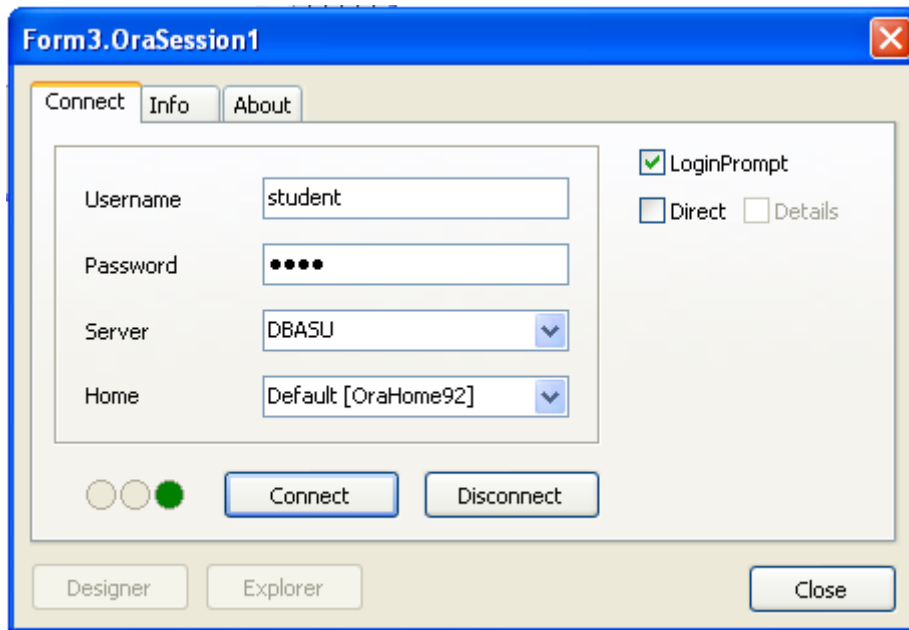 Form3.OraSession1
Connect Info About
Username student
Password ●●●●
Server DBASU
Home Default [OraHome92]
LoginPrompt
Direct Details
Connect Disconnect
Designer Explorer Close